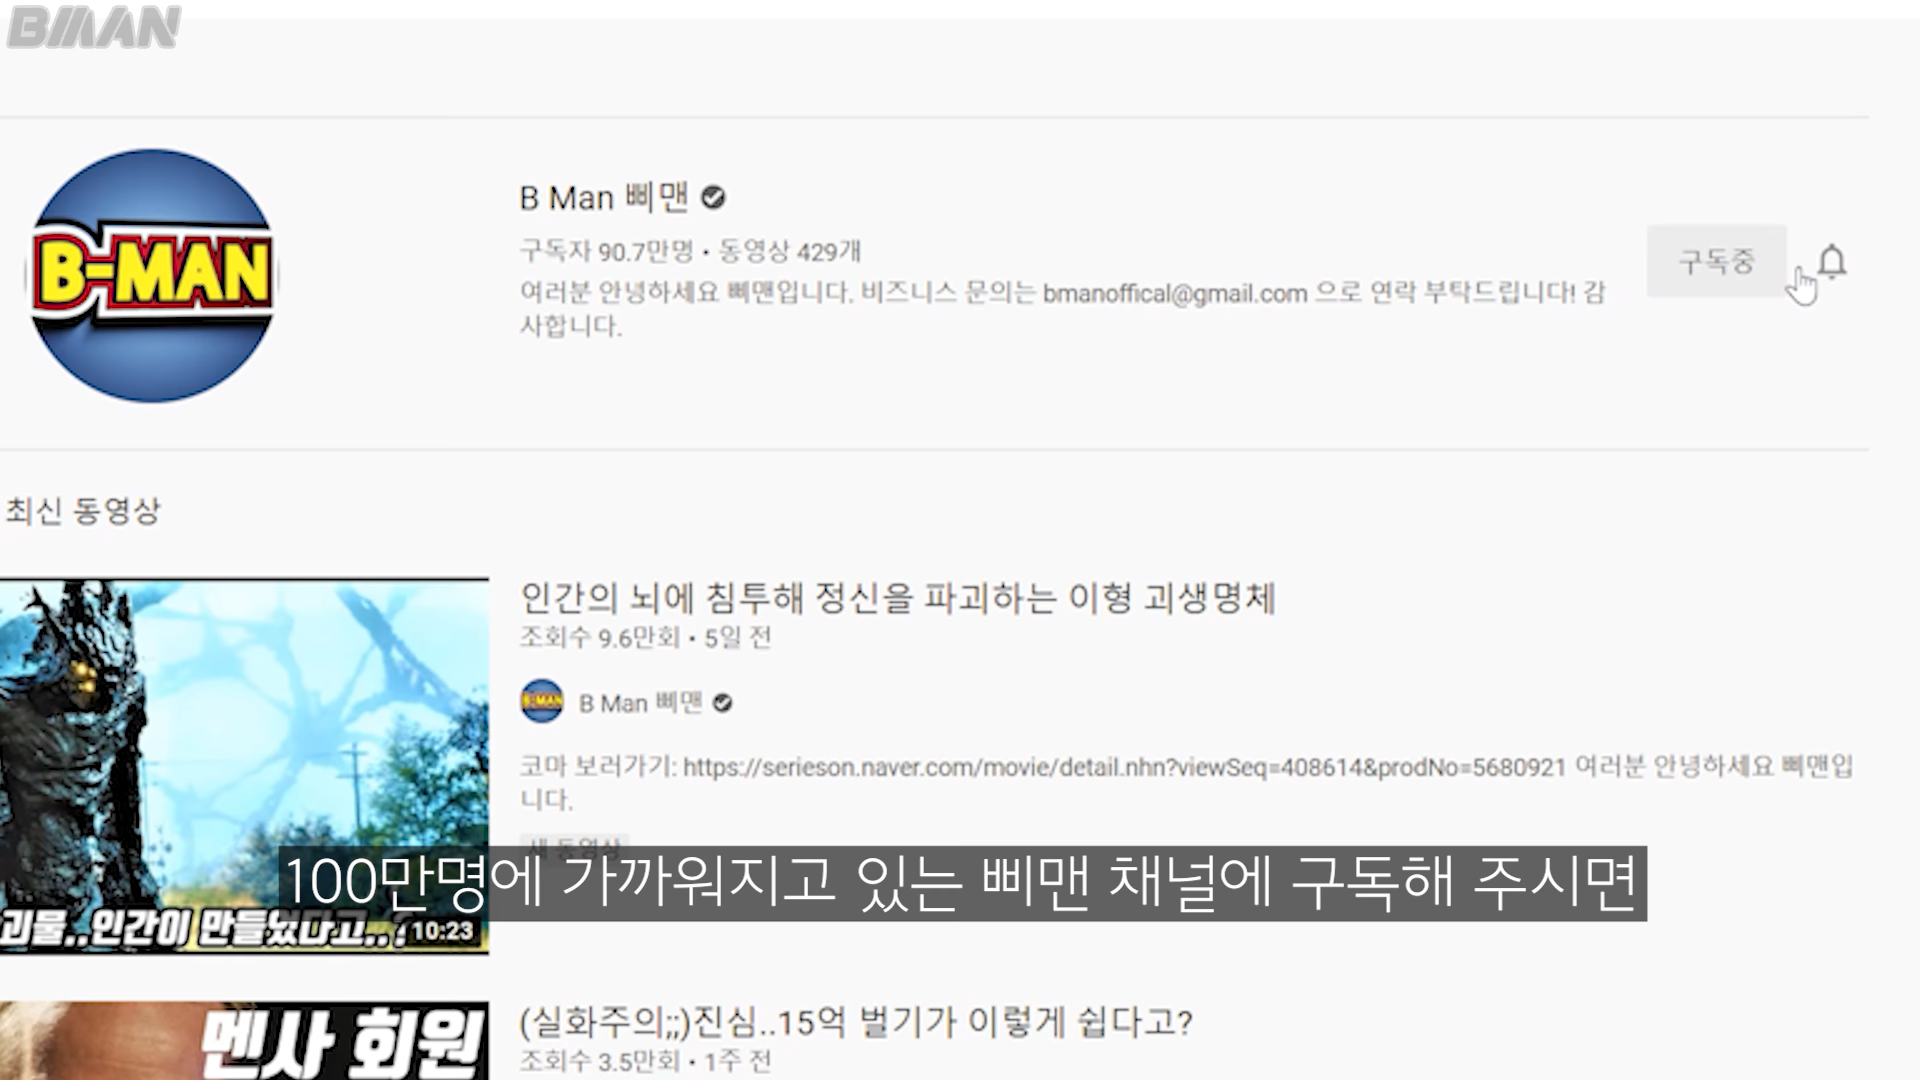 BMAN
B-MAN
B Man 삐맨
구독자 90.7만명 • 동영상 429개
여러분 안녕하세요 삐맨입니다. 비즈니스 문의는 bmanoffical@gmail.com 으로 연락 부탁드립니다! 감
사합니다.
구독중
최신 동영상
인간의 뇌에 침투해 정신을 파괴하는 이형 괴생명체
조회수 9.6만회 • 5일 전
B-MAN
B Man 삐맨
코마 보러가기: https://serieson.naver.com/movie/detail.nhn?viewSeq=408614&prodNo=5680921 여러분 안녕하세요 삐맨입
니다.
새 동영상
100만명에 가까워지고 있는 삐맨 채널에 구독해 주시면
괴물..인간이 만들었다고..?
10:23
멘사 회원
(실화주의;;)진심..15억 벌기가 이렇게 쉽다고?
조회수 3.5만회 • 1주 전